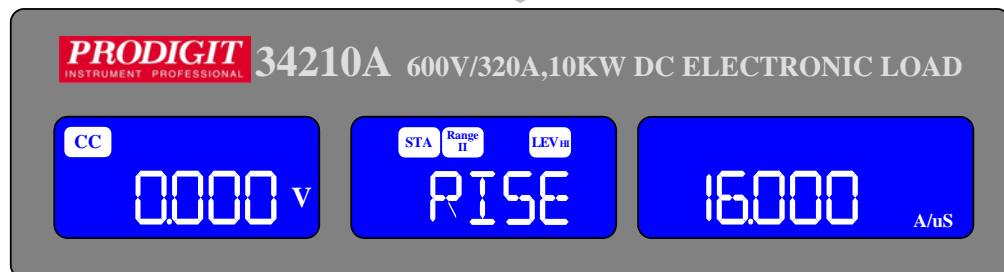 PRODIGIT
INSTRUMENT PROFESSIONAL
34210A 600V/320A,10KW DC ELECTRONIC LOAD
CC
0.000 V
STA Range II LEV HI
RISE
16.000 A/uS